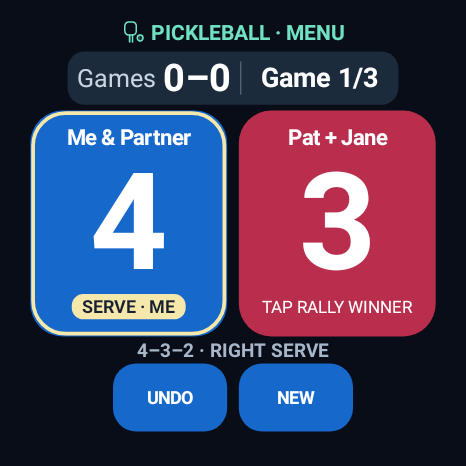 PICKLEBALL · MENU
Games 0–0 Game 1/3
Me & Partner
4
SERVE · ME
Pat + Jane
3
TAP RALLY WINNER
4–3–2 · RIGHT SERVE
UNDO
NEW